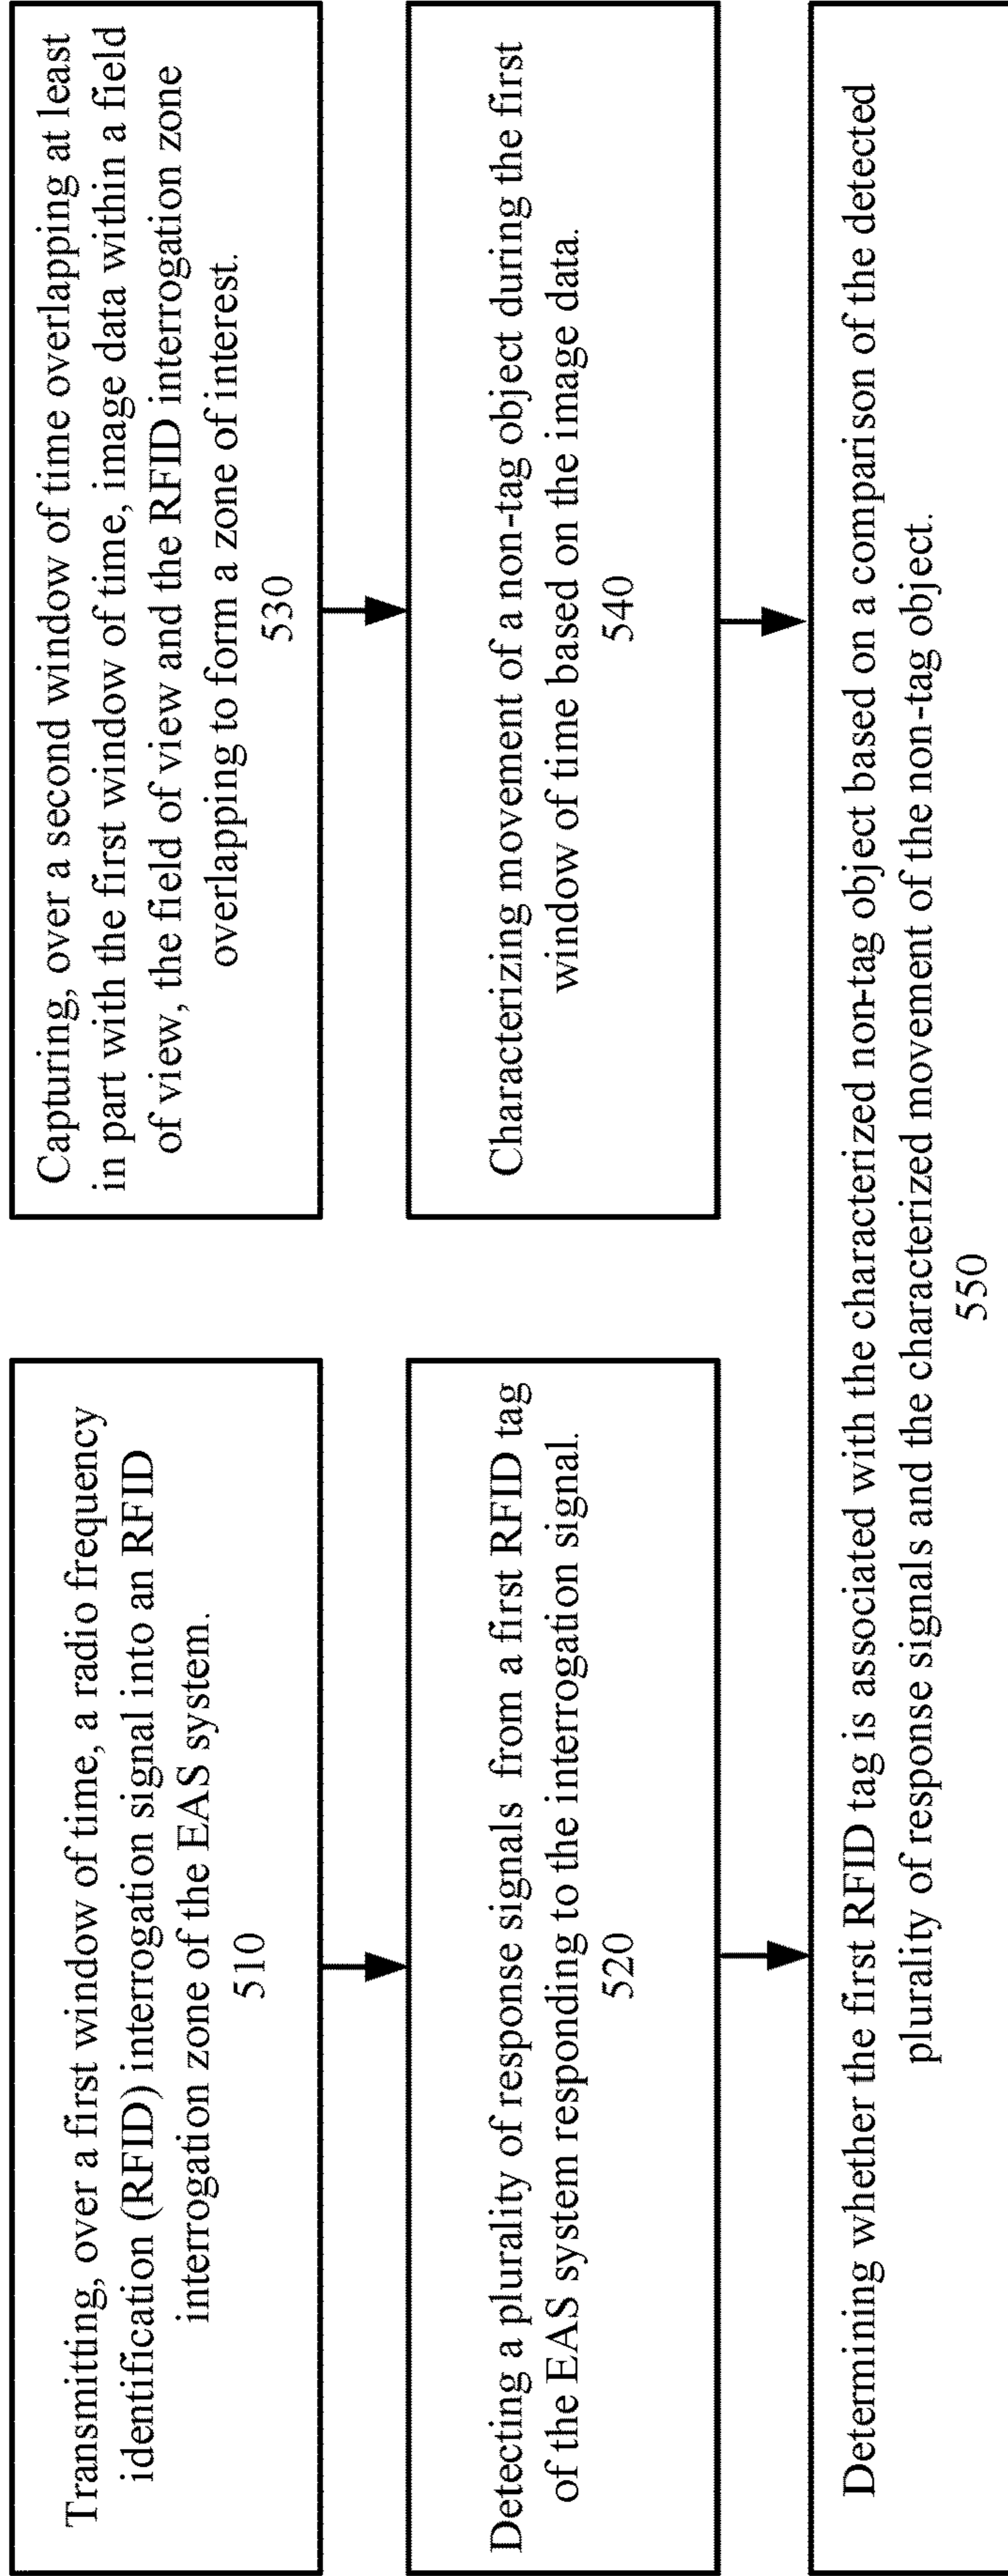 Transmitting, over a first window of time, a radio frequency
identification (RFID) interrogation signal into an RFID
interrogation zone of the EAS system.
510
Detecting a plurality of response signals from a first RFID tag
of the EAS system responding to the interrogation signal.
520
Capturing, over a second window of time overlapping at least
in part with the first window of time, image data within a field
of view, the field of view and the RFID interrogation zone
overlapping to form a zone of interest.
530
Characterizing movement of a non-tag object during the first
window of time based on the image data.
540
Determining whether the first RFID tag is associated with the characterized non-tag object based on a comparison of the detected
plurality of response signals and the characterized movement of the non-tag object.
550